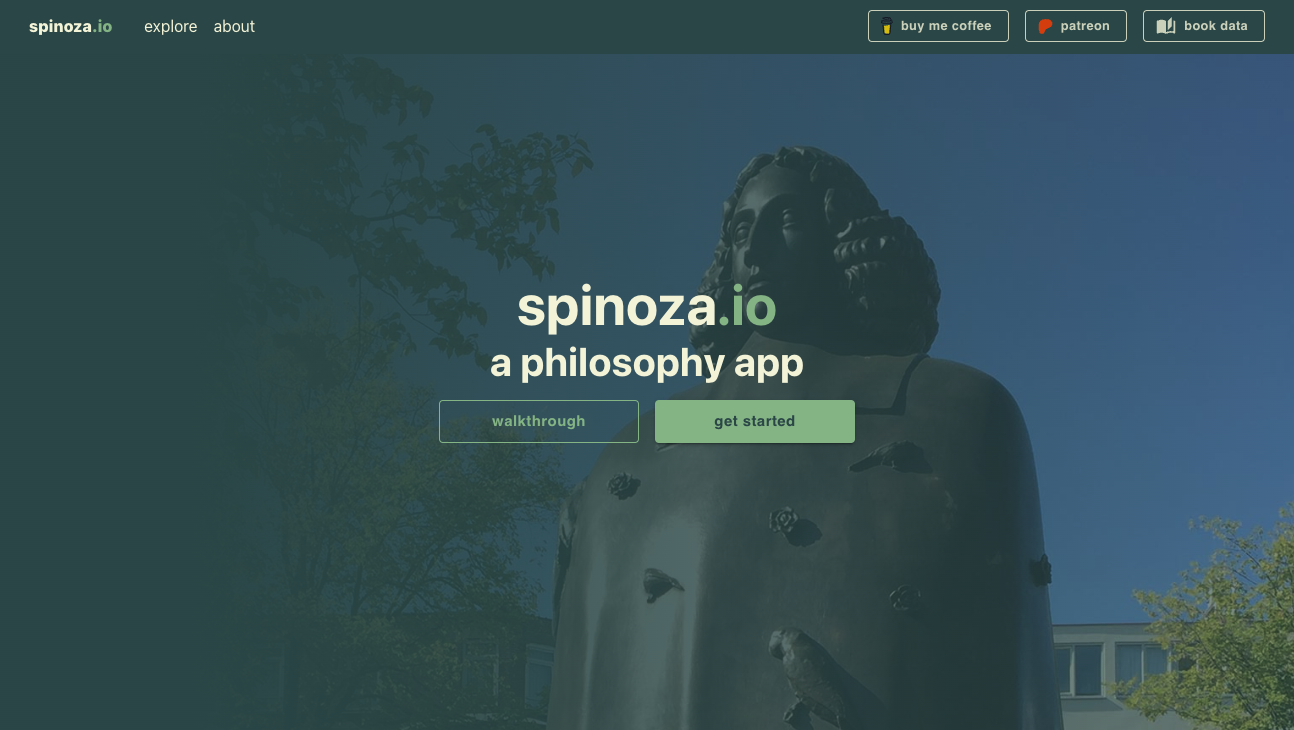 spinoza.io explore about buy me coffee patreon book data
spinoza.io
a philosophy app
walkthrough get started